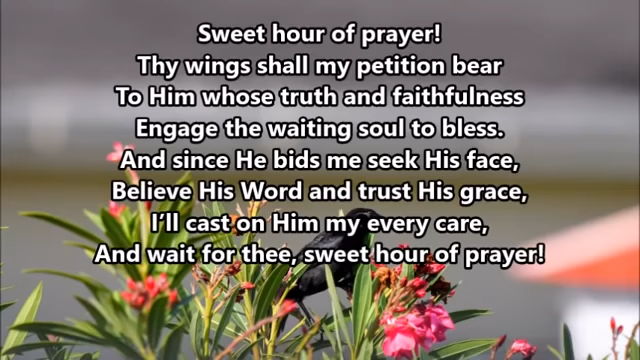 Sweet hour of prayer!
Thy wings shall my petition bear
To Him whose truth and faithfulness
Engage the waiting soul to bless.
And since He bids me seek His face,
Believe His Word and trust His grace,
I’ll cast on Him my every care,
And wait for thee, sweet hour of prayer!